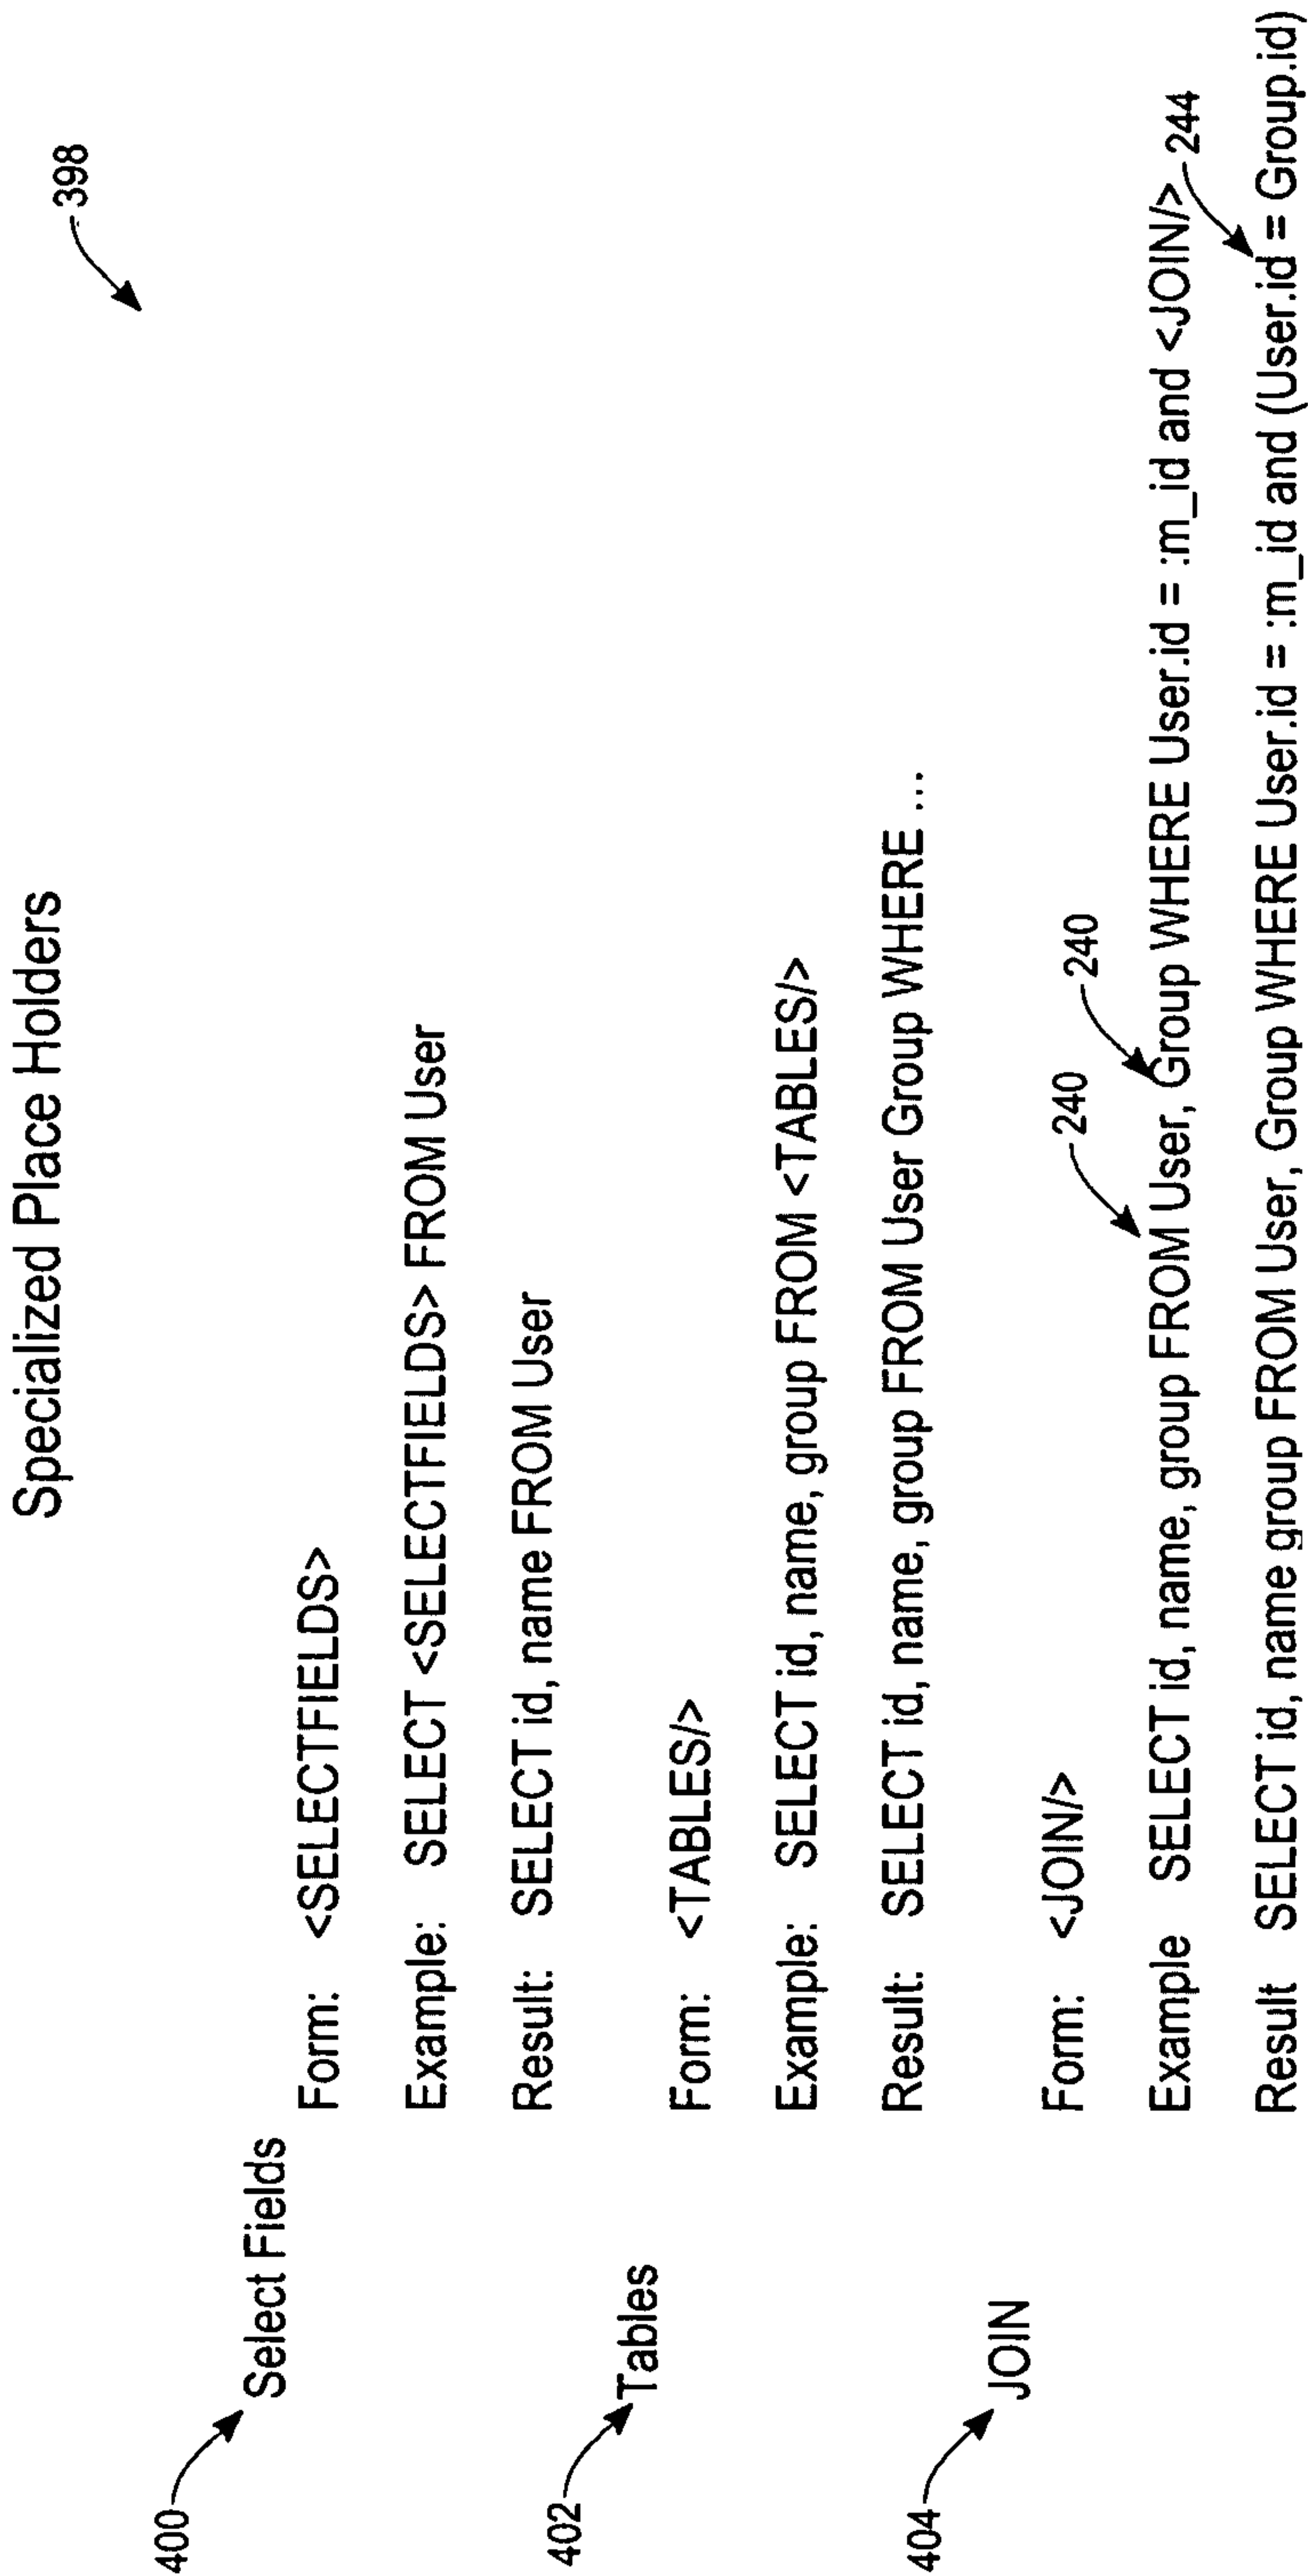 Specialized Place Holders
398
400
Select Fields
Form: <SELECTFIELDS>
Example: SELECT <SELECTFIELDS> FROM User
Result: SELECT id, name FROM User
402
Tables
Form: <TABLES/>
Example: SELECT id, name, group FROM <TABLES/>
Result: SELECT id, name, group FROM User Group WHERE ...
404
JOIN
Form: <JOIN/>
240
240
Example SELECT id, name, group FROM User, Group WHERE User.id = :m_id and <JOIN/>
244
Result SELECT id, name group FROM User, Group WHERE User.id = :m_id and (User.id = Group.id)